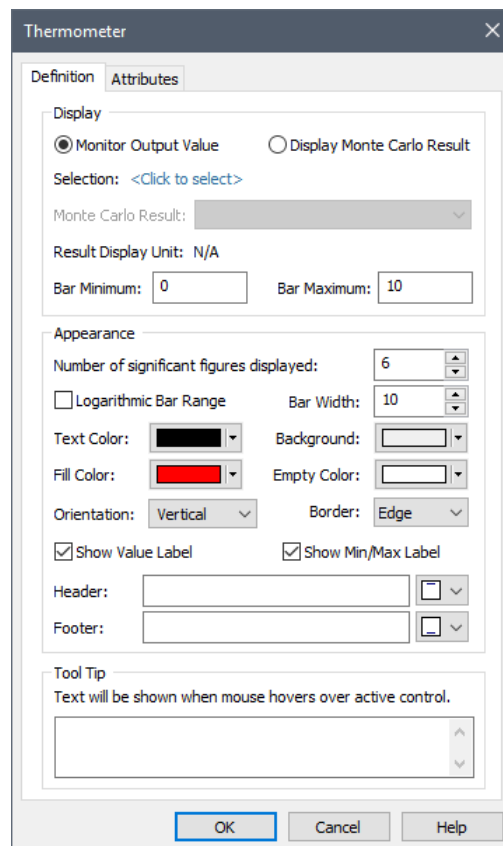 Thermometer
Definition Attributes
Display
Monitor Output Value Display Monte Carlo Result
Selection: <Click to select>
Monte Carlo Result:
Result Display Unit: N/A
Bar Minimum: 0 Bar Maximum: 10
Appearance
Number of significant figures displayed: 6
Logarithmic Bar Range Bar Width: 10
Text Color: Background:
Fill Color: Empty Color:
Orientation: Vertical Border: Edge
Show Value Label Show Min/Max Label
Header:
Footer:
Tool Tip
Text will be shown when mouse hovers over active control.
OK Cancel Help